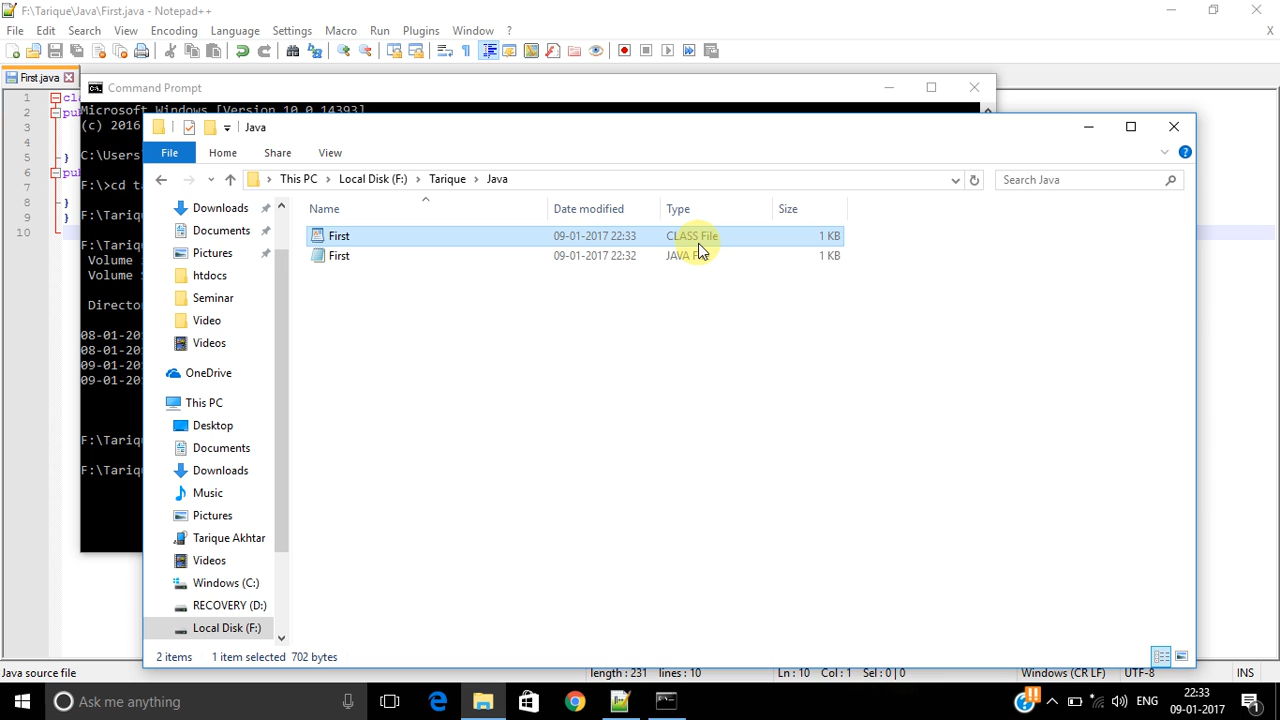 F:\Tarique\Java\First.java - Notepad++
File Edit Search View Encoding Language Settings Macro Run Plugins Window ? X
First.java
Command Prompt
1 cl
Microsoft Windows [Version 10.0.14393]
2 pu
(c) 2016
3
4
5 }
C:\Users
6 pu
7
F:\>cd ta
8 }
9 }
F:\Tariq
10
F:\Tariq
Volume
Volume
Directo
08-01-20
08-01-20
09-01-20
09-01-20
F:\Tariq
F:\Tariq
Java
File Home Share View
This PC Local Disk (F:) Tarique Java
Search Java
Name Date modified Type Size
First 09-01-2017 22:33 CLASS File 1 KB
First 09-01-2017 22:32 JAVA 1 KB
Downloads
Documents
Pictures
htdocs
Seminar
Video
Videos
OneDrive
This PC
Desktop
Documents
Downloads
Music
Pictures
Tarique Akhtar
Videos
Windows (C:)
RECOVERY (D:)
Local Disk (F:)
2 items 1 item selected 702 bytes
Java source file length : 231 lines : 10 Ln : 10 Col : 1 Sel : 0 | 0 Windows (CR LF) UTF-8 INS
Ask me anything
ENG
22:33
09-01-2017
1